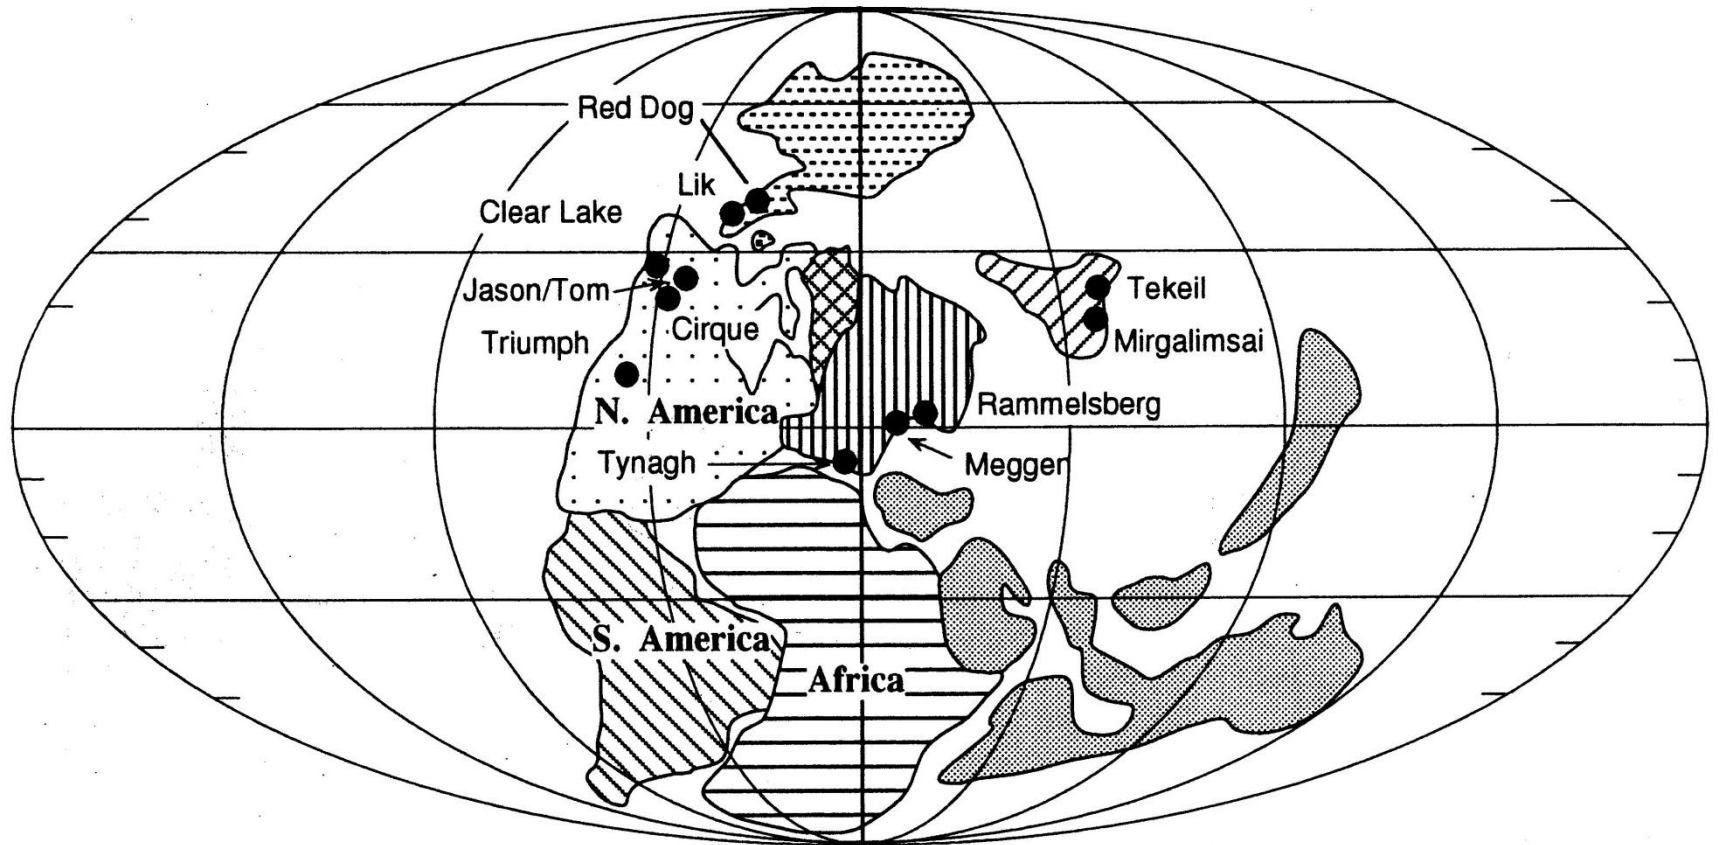 Red Dog
Lik
Clear Lake
Jason/Tom
Cirque
Triumph
N. America
Tynagh
Tekeil
Mirgalimsai
Rammelsberg
Meggen
S. America
Africa